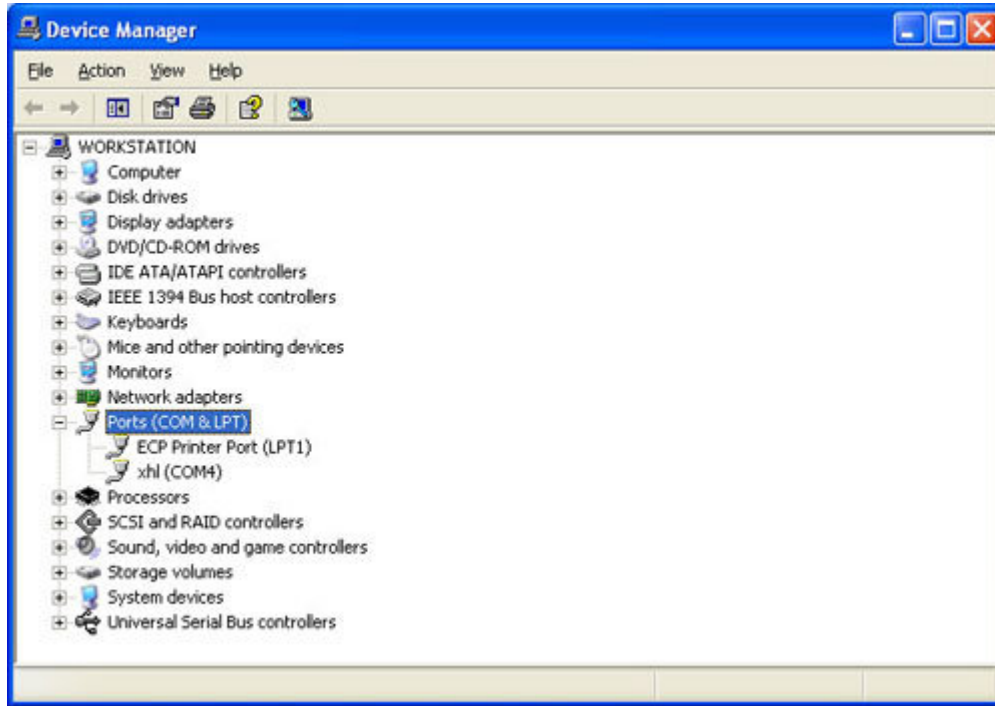 Device Manager
File Action View Help
WORKSTATION
Computer
Disk drives
Display adapters
DVD/CD-ROM drives
IDE ATA/ATAPI controllers
IEEE 1394 Bus host controllers
Keyboards
Mice and other pointing devices
Monitors
Network adapters
Ports (COM & LPT)
ECP Printer Port (LPT1)
xhl (COM4)
Processors
SCSI and RAID controllers
Sound, video and game controllers
Storage volumes
System devices
Universal Serial Bus controllers